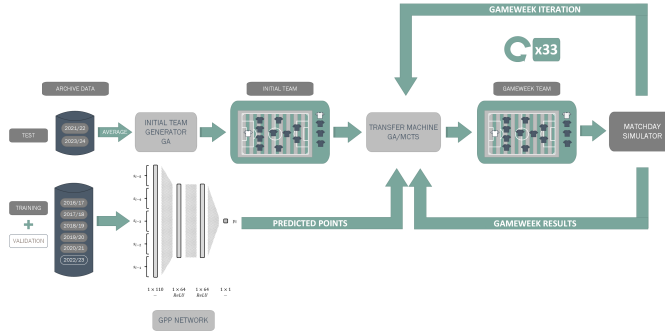 GAMEWEEK ITERATION
x33
ARCHIVE DATA
INITIAL TEAM
GAMEWEEK TEAM
TEST
2021/22
2023/24
AVERAGE
INITIAL TEAM
GENERATOR
GA
TRANSFER MACHINE
GA/MCTS
MATCHDAY
SIMULATOR
TRAINING
+
VALIDATION
2016/17
2017/18
2018/19
2019/20
2020/21
2022/23
PREDICTED POINTS
GAMEWEEK RESULTS
1 × 118
–
1 × 64
ReLU
1 × 64
ReLU
1 × 1
–
GPP NETWORK